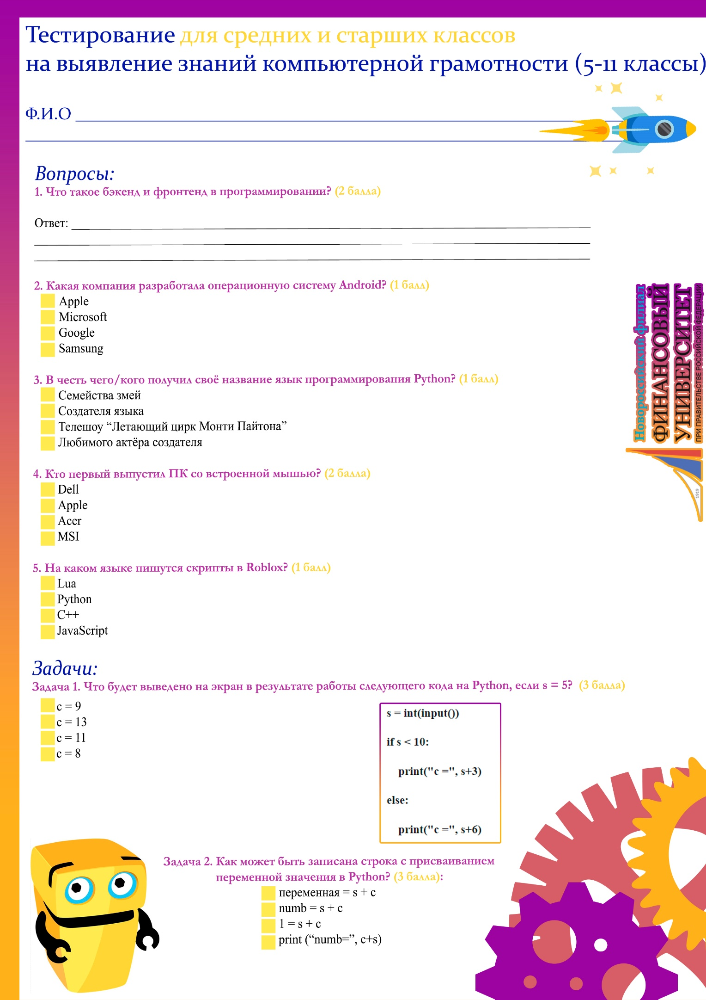 Тестирование для средних и старших классов
на выявление знаний компьютерной грамотности (5-11 классы)
Ф.И.О
Вопросы:
1. Что такое бэкенд и фронтенд в программировании? (2 балла)
Ответ:
2. Какая компания разработала операционную систему Android? (1 балл)
Apple
Microsoft
Google
Samsung
3. В честь чего/кого получил своё название язык программирования Python? (1 балл)
Семейства змей
Создателя языка
Телешоу “Летающий цирк Монти Пайтона”
Любимого актёра создателя
4. Кто первый выпустил ПК со встроенной мышью? (2 балла)
Dell
Apple
Acer
MSI
5. На каком языке пишутся скрипты в Roblox? (1 балл)
Lua
Python
C++
JavaScript
Новороссийский филиал
ФИНАНСОВЫЙ
УНИВЕРСИТЕТ
ПРИ ПРАВИТЕЛЬСТВЕ РОССИЙСКОЙ ФЕДЕРАЦИИ
1919
Задачи:
Задача 1. Что будет выведено на экран в результате работы следующего кода на Python, если s = 5? (3 балла)
c = 9
c = 13
c = 11
c = 8
s = int(input())
if s < 10:
print("c =", s+3)
else:
print("c =", s+6)
Задача 2. Как может быть записана строка с присваиванием
переменной значения в Python? (3 балла):
переменная = s + c
numb = s + c
1 = s + c
print (“numb=”, c+s)